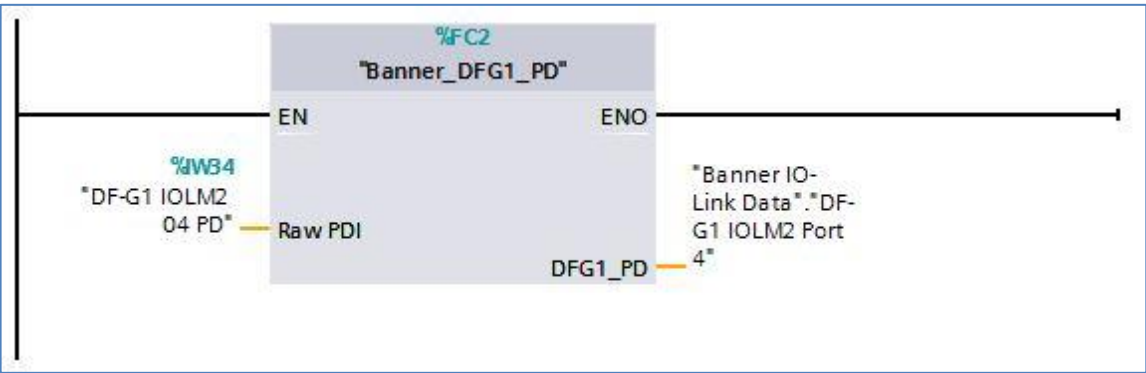 %FC2
"Banner_DFG1_PD"
EN ENO
%IW34
"DF-G1 IOLM2
04 PD"
Raw PDI
"Banner IO-
Link Data"."DF-
G1 IOLM2 Port
4"
DFG1_PD